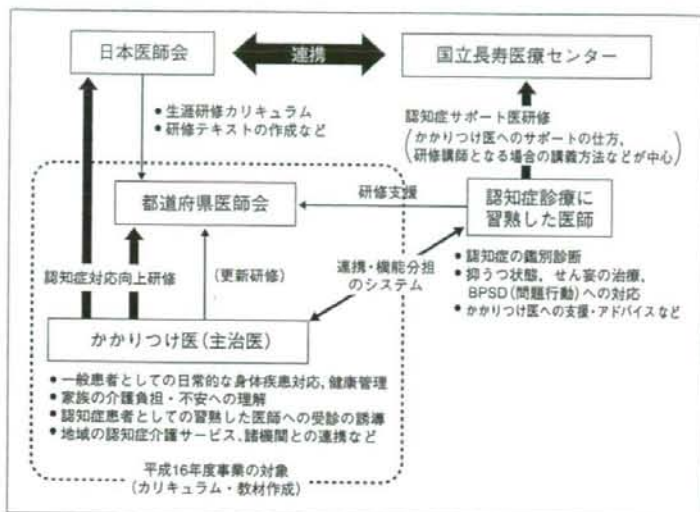 日本医師会
連携
国立長寿医療センター
● 生涯研修カリキュラム
● 研修テキストの作成など
認知症サポート医研修
(かかりつけ医へのサポートの仕方,
研修講師となる場合の講義方法などが中心)
都道府県医師会
研修支援
認知症診療に
習熟した医師
認知症対応向上研修
(更新研修)
連携・機能分担
のシステム
● 認知症の鑑別診断
● 抑うつ状態, せん妄の治療,
BPSD(問題行動)への対応
● かかりつけ医への支援・アドバイスなど
かかりつけ医(主治医)
● 一般患者としての日常的な身体疾患対応, 健康管理
● 家族の介護負担・不安への理解
● 認知症患者としての習熟した医師への受診の誘導
● 地域の認知症介護サービス、諸機関との連携など
平成16年度事業の対象
(カリキュラム・教材作成)